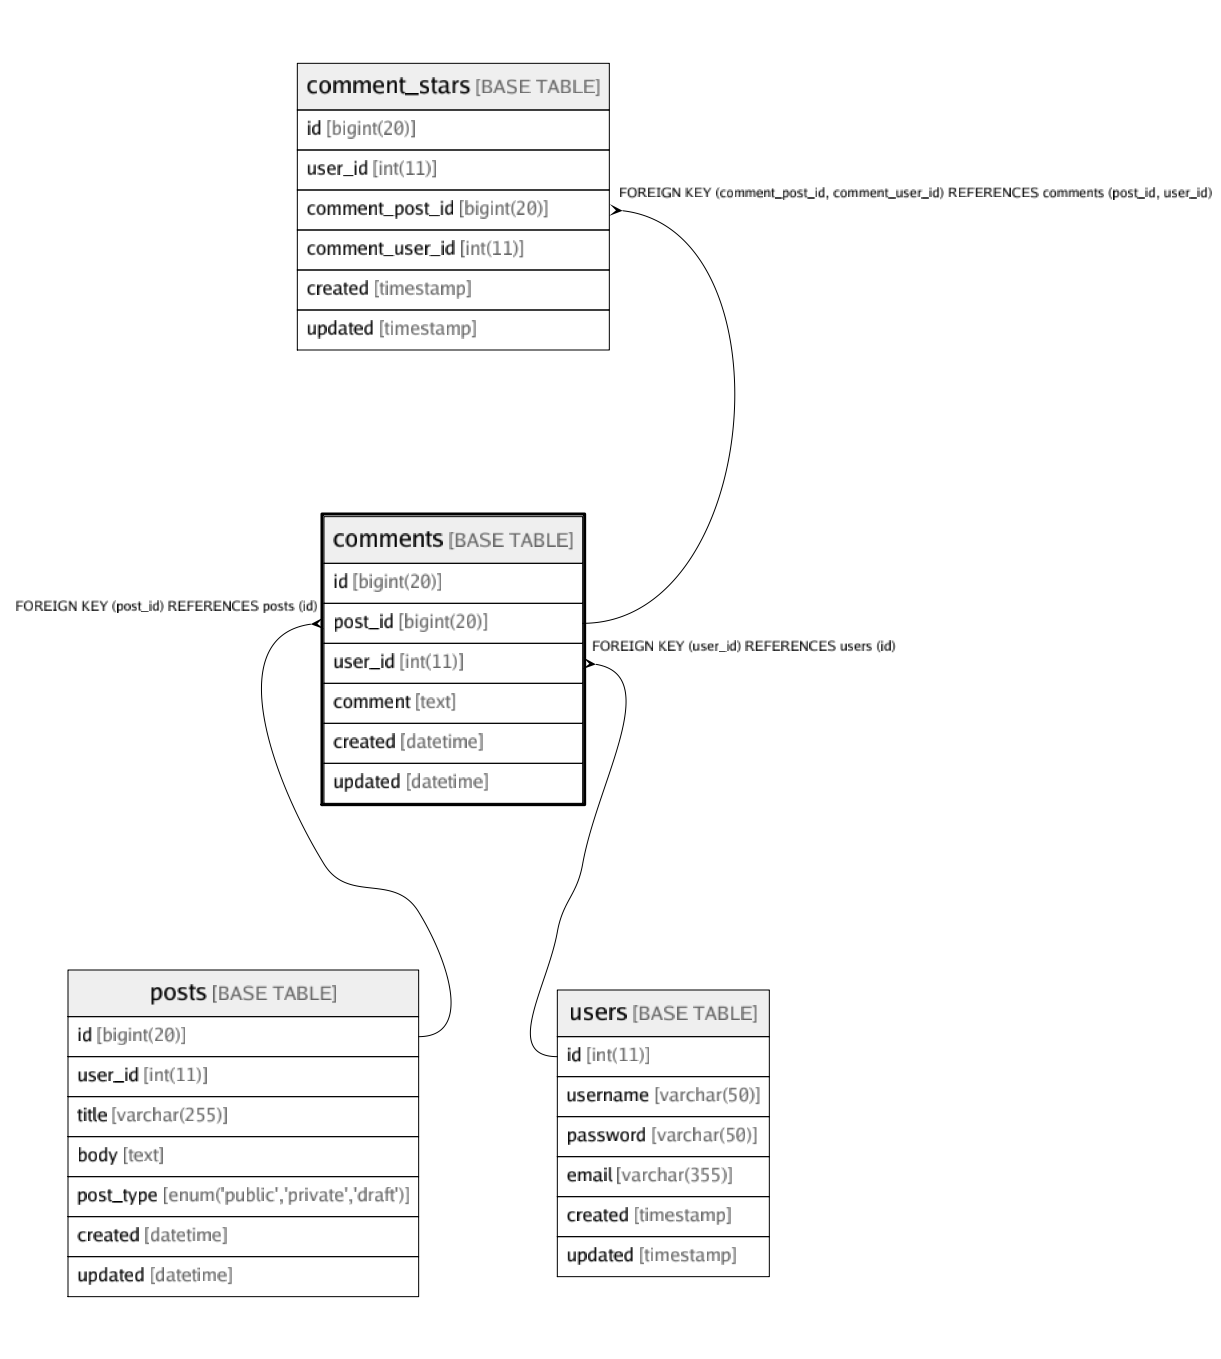 comment_stars [BASE TABLE]
id [bigint(20)]
user_id [int(11)]
comment_post_id [bigint(20)]
comment_user_id [int(11)]
created [timestamp]
updated [timestamp]
FOREIGN KEY (comment_post_id, comment_user_id) REFERENCES comments (post_id, user_id)
comments [BASE TABLE]
id [bigint(20)]
post_id [bigint(20)]
user_id [int(11)]
comment [text]
created [datetime]
updated [datetime]
FOREIGN KEY (post_id) REFERENCES posts (id)
FOREIGN KEY (user_id) REFERENCES users (id)
posts [BASE TABLE]
id [bigint(20)]
user_id [int(11)]
title [varchar(255)]
body [text]
post_type [enum('public','private','draft')]
created [datetime]
updated [datetime]
users [BASE TABLE]
id [int(11)]
username [varchar(50)]
password [varchar(50)]
email [varchar(355)]
created [timestamp]
updated [timestamp]